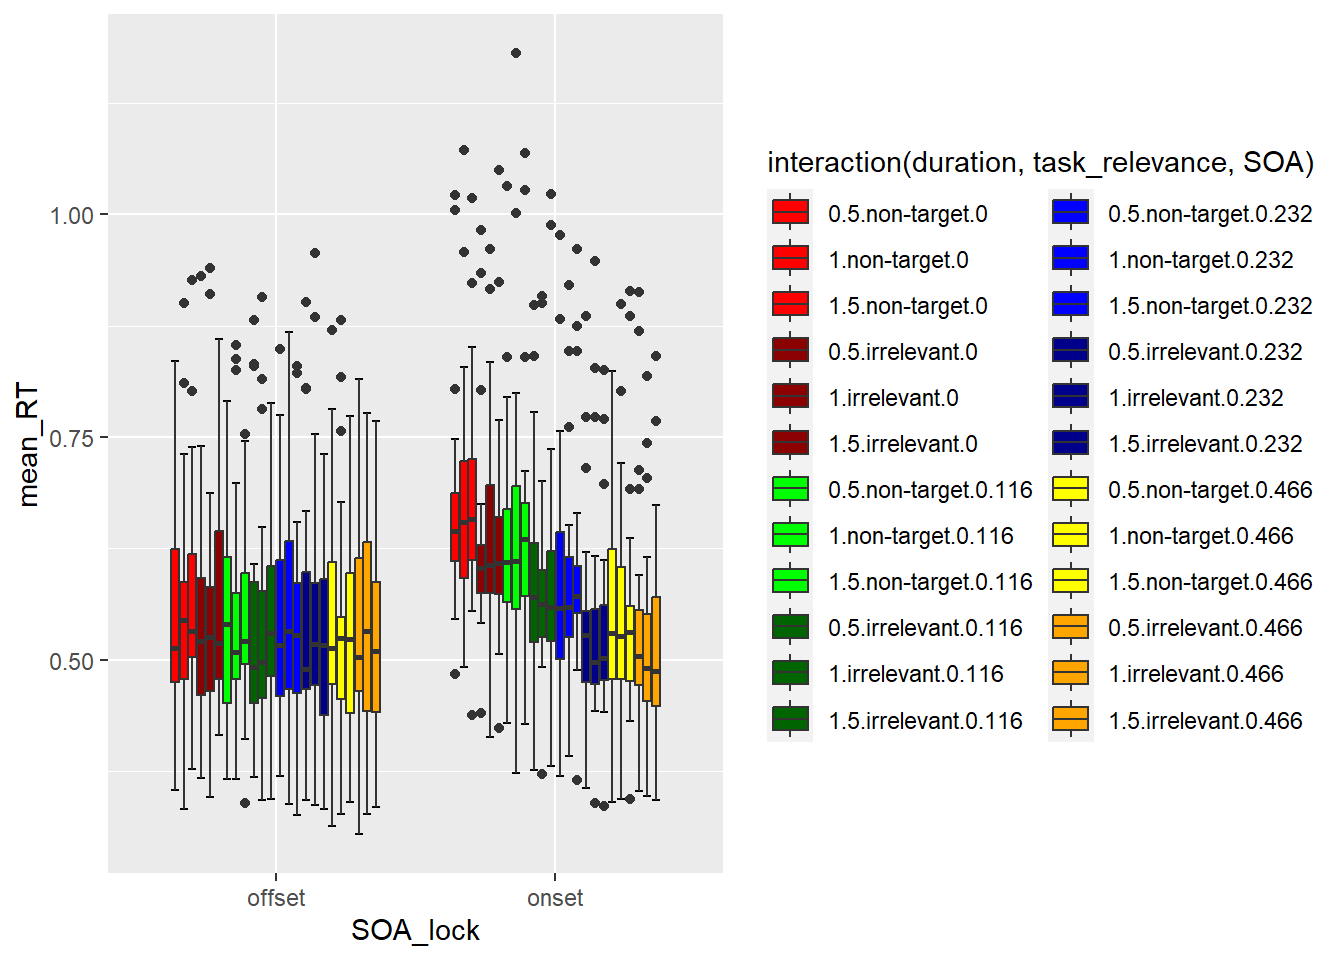 interaction(duration, task_relevance, SOA)
0.5.non-target.0
1.non-target.0
1.5.non-target.0
0.5.irrelevant.0
1.irrelevant.0
1.5.irrelevant.0
0.5.non-target.0.116
1.non-target.0.116
1.5.non-target.0.116
0.5.irrelevant.0.116
1.irrelevant.0.116
1.5.irrelevant.0.116
0.5.non-target.0.232
1.non-target.0.232
1.5.non-target.0.232
0.5.irrelevant.0.232
1.irrelevant.0.232
1.5.irrelevant.0.232
0.5.non-target.0.466
1.non-target.0.466
1.5.non-target.0.466
0.5.irrelevant.0.466
1.irrelevant.0.466
1.5.irrelevant.0.466
mean_RT
1.00
0.75
0.50
offset
onset
SOA_lock